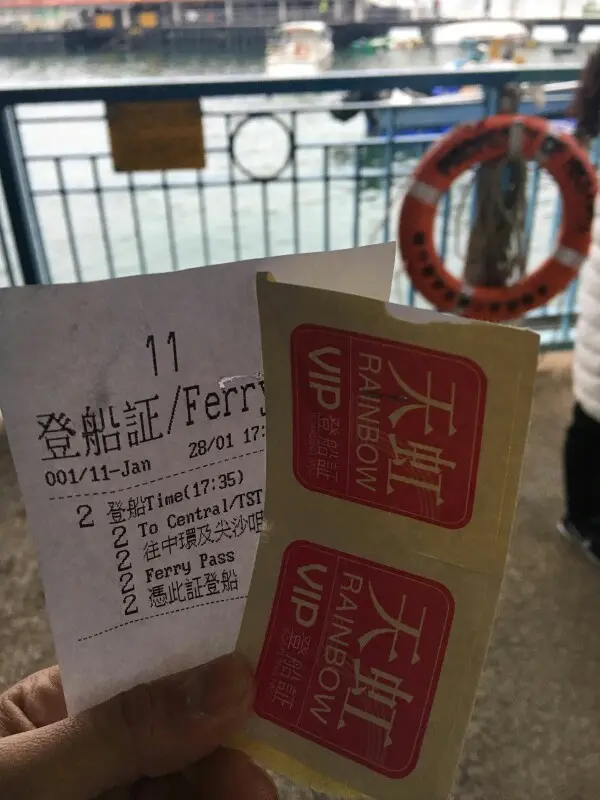 11
登船証/Ferry
001/11-Jan 28/01 17:
2 登船Time(17:35)
2 To Central/TST
2 往中環及尖沙咀
2 Ferry Pass
2 憑此証登船
天虹
RAINBOW
VIP 登船証
天虹
RAINBOW
VIP 登船証